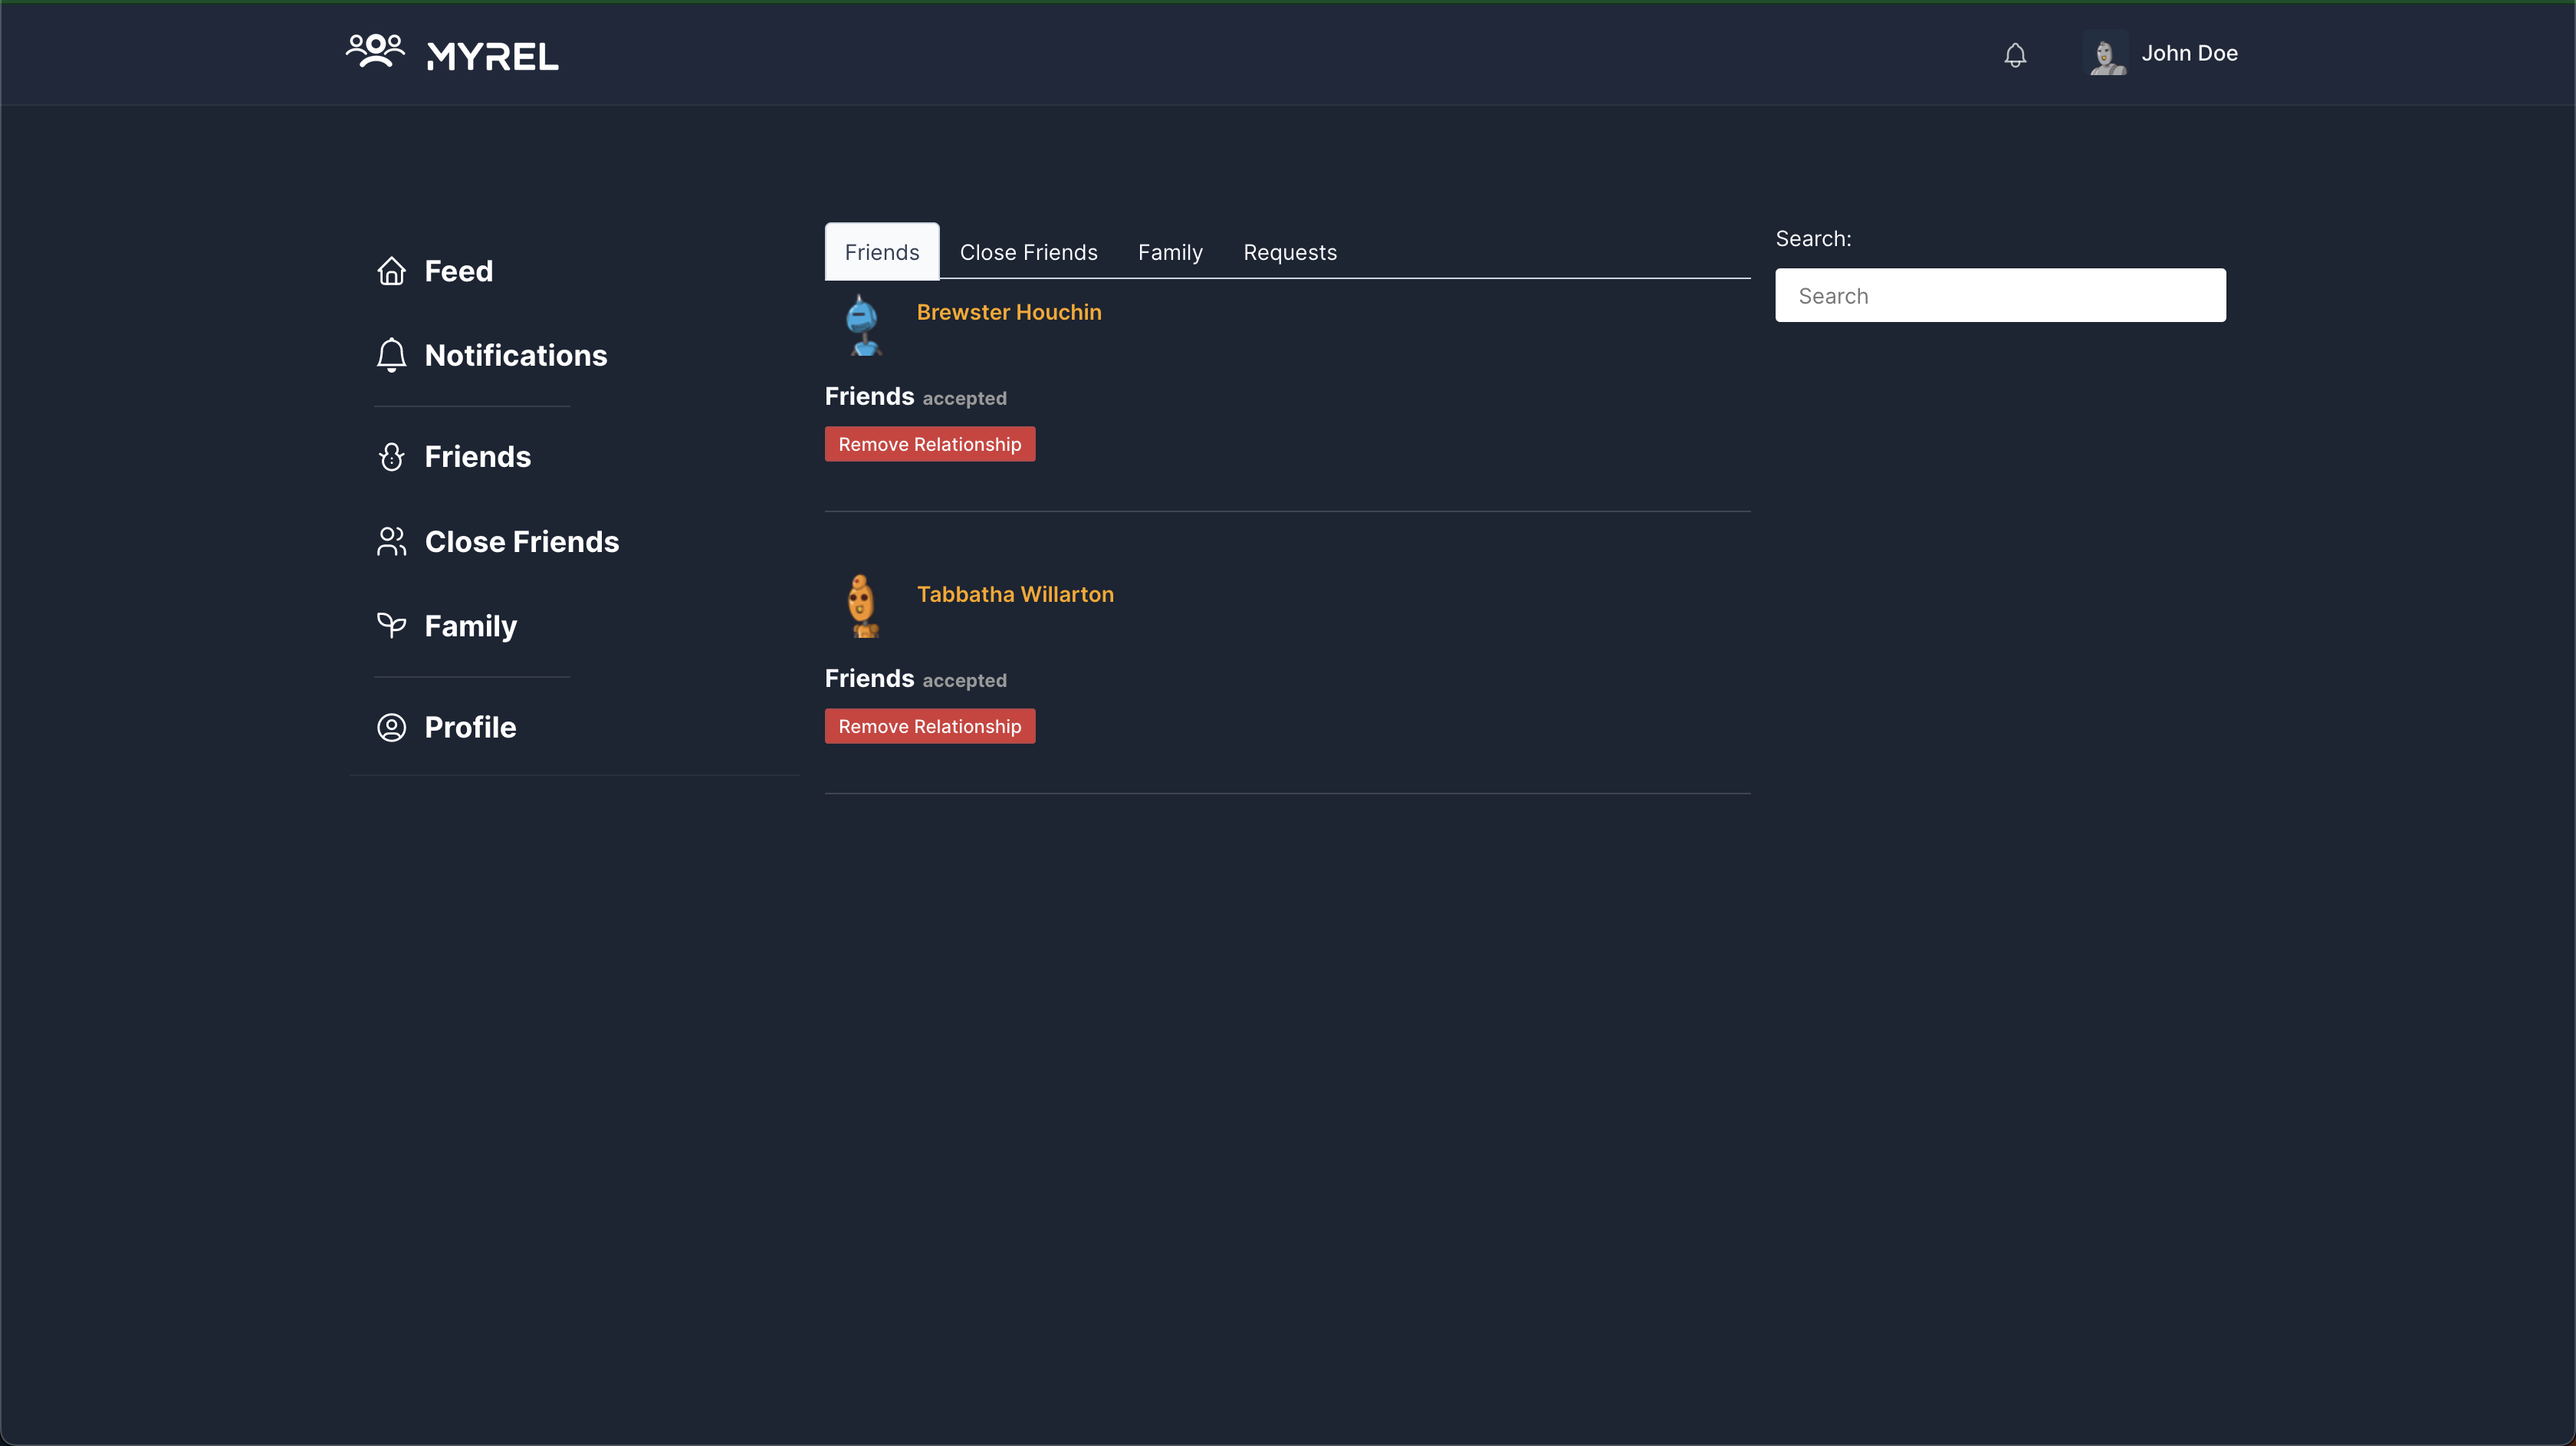 MYREL
John Doe
Feed
Notifications
Friends
Close Friends
Family
Profile
Friends Close Friends Family Requests
Brewster Houchin
Friends accepted
Remove Relationship
Tabbatha Willarton
Friends accepted
Remove Relationship
Search:
Search